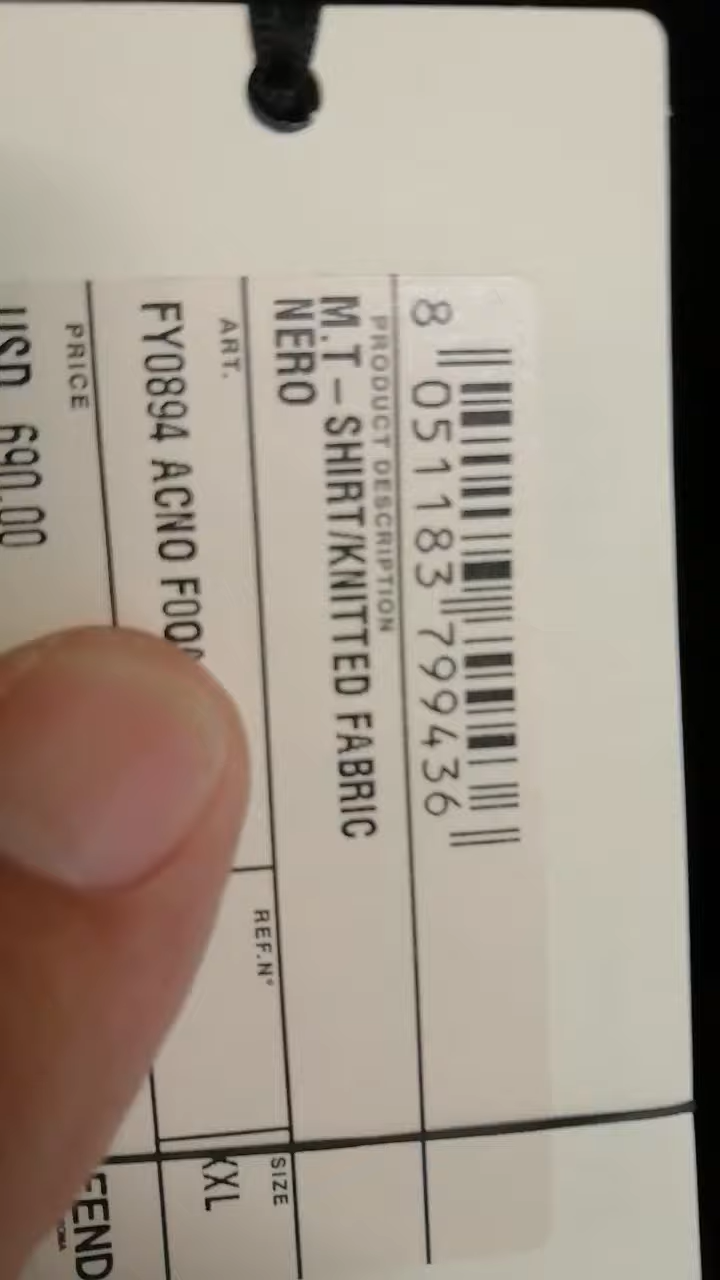 8 051183 799436
PRODUCT DESCRIPTION
M.T – SHIRT/KNITTED FABRIC
NERO
ART.
FY0894 ACNO F00
REF.N°
SIZE
XXL
PRICE
USD 690.00
FEND